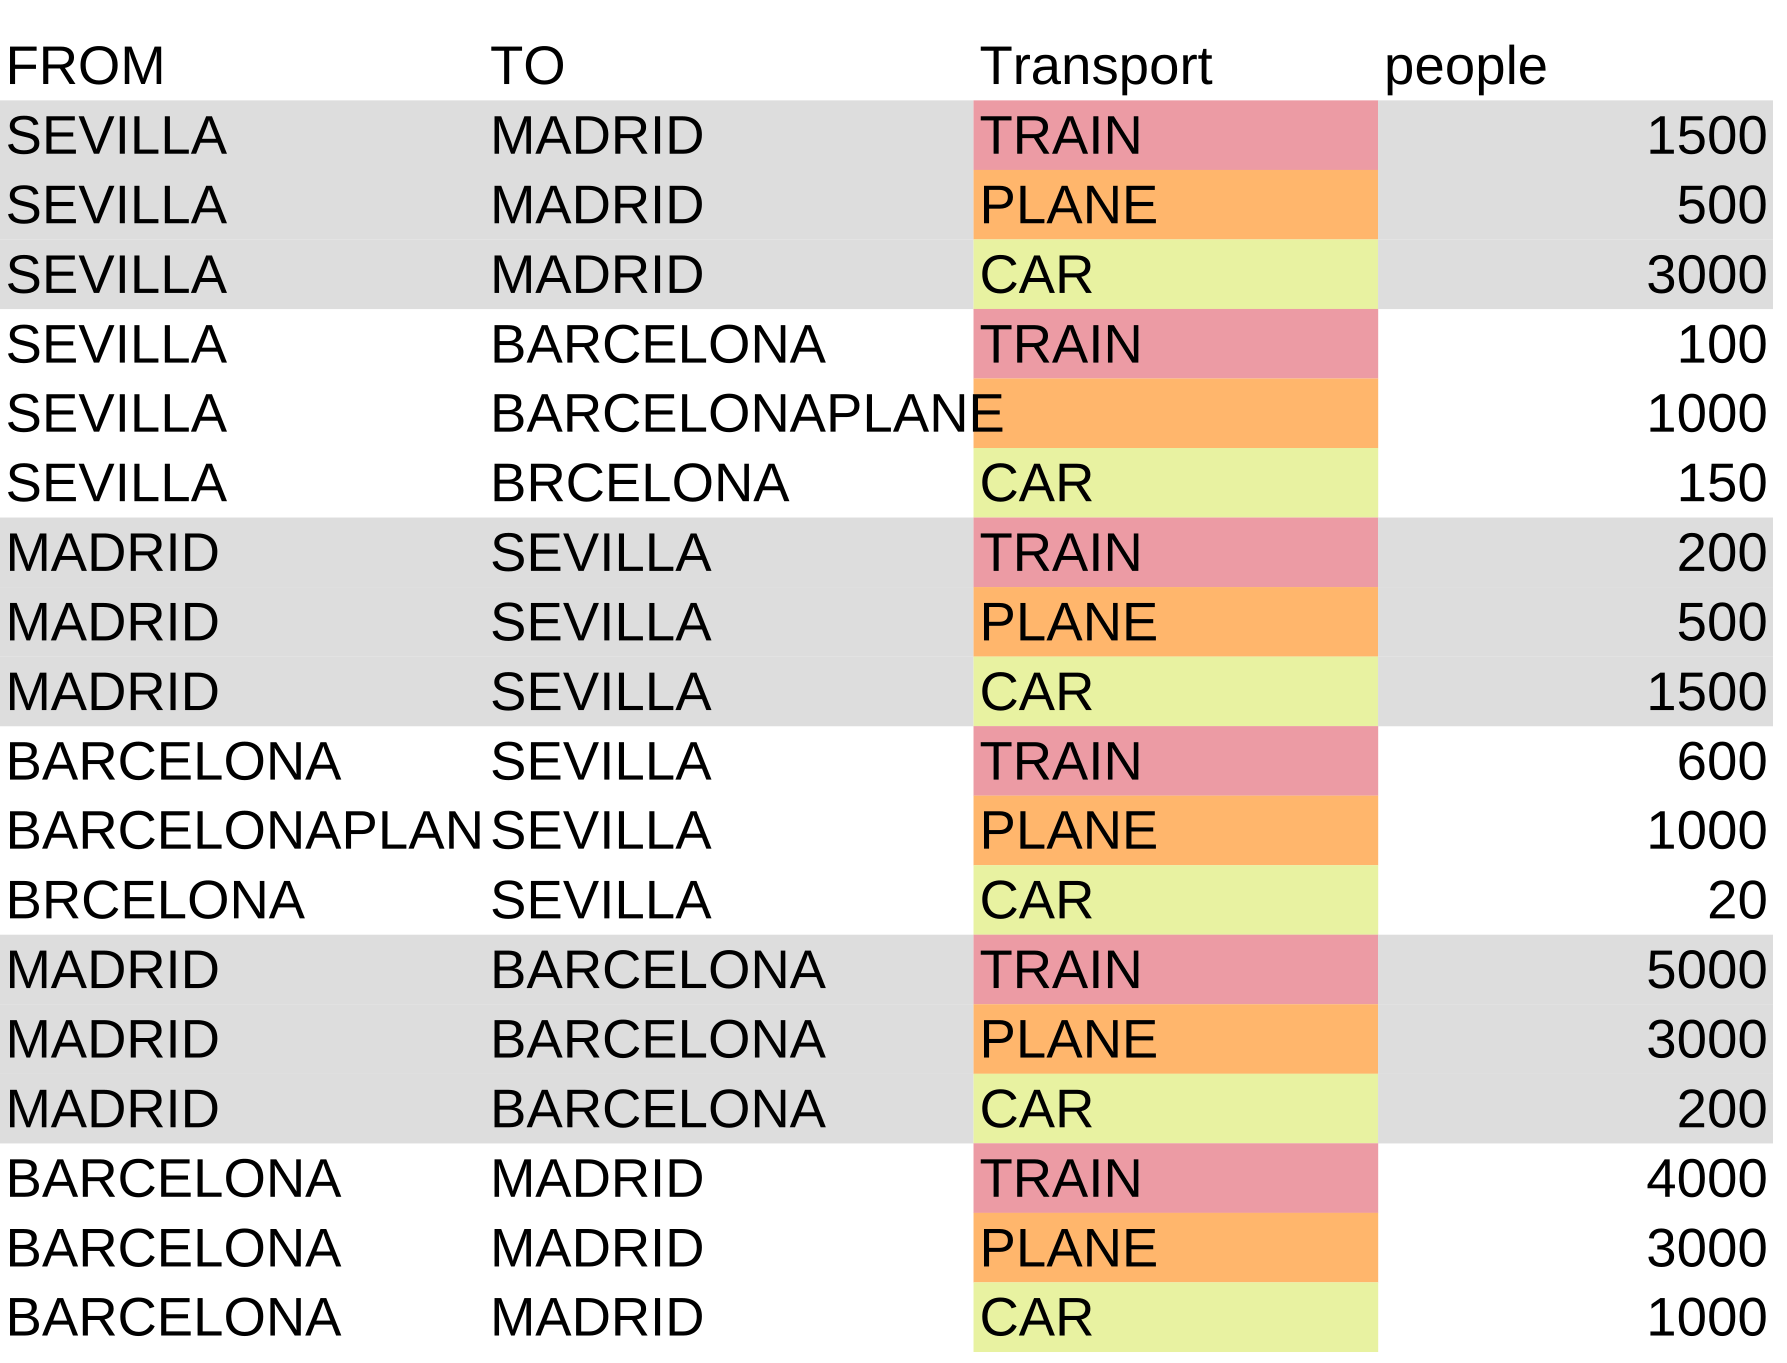 FROM TO Transport people
SEVILLA MADRID TRAIN 1500
SEVILLA MADRID PLANE 500
SEVILLA MADRID CAR 3000
SEVILLA BARCELONA TRAIN 100
SEVILLA BARCELONAPLANE 1000
SEVILLA BRCELONA CAR 150
MADRID SEVILLA TRAIN 200
MADRID SEVILLA PLANE 500
MADRID SEVILLA CAR 1500
BARCELONA SEVILLA TRAIN 600
BARCELONAPLAN SEVILLA PLANE 1000
BRCELONA SEVILLA CAR 20
MADRID BARCELONA TRAIN 5000
MADRID BARCELONA PLANE 3000
MADRID BARCELONA CAR 200
BARCELONA MADRID TRAIN 4000
BARCELONA MADRID PLANE 3000
BARCELONA MADRID CAR 1000